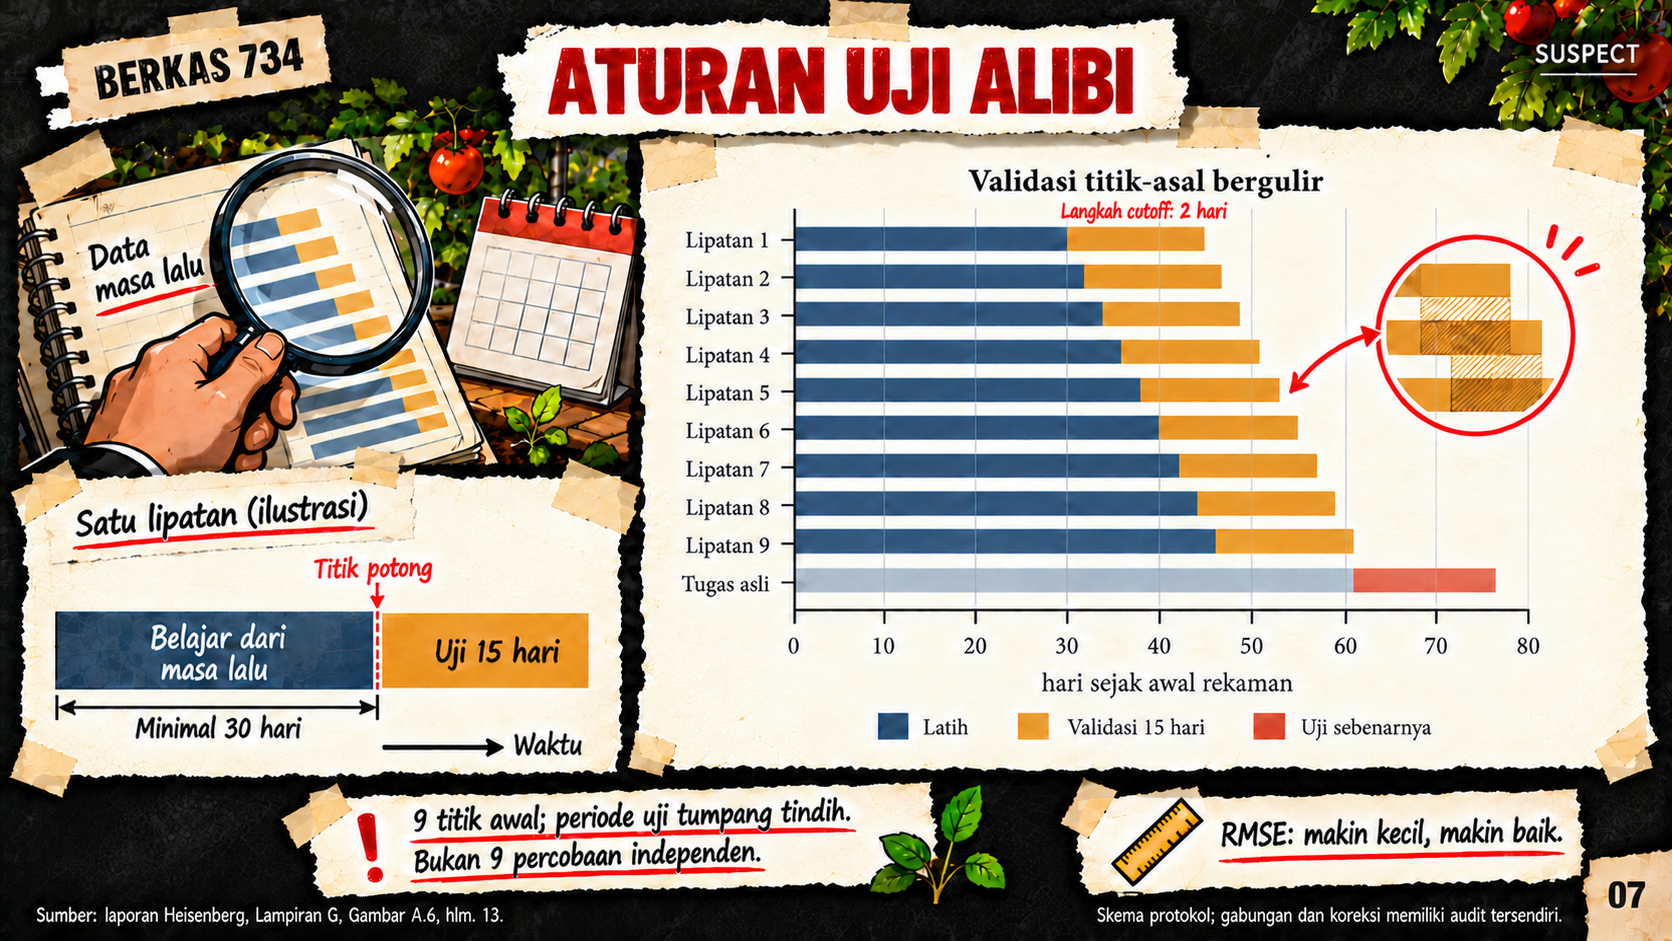 BERKAS 734
ATURAN UJI ALIBI
SUSPECT
Data
masa lalu
Validasi titik-asal bergulir
Langkah cutoff: 2 hari
Lipatan 1
Lipatan 2
Lipatan 3
Lipatan 4
Lipatan 5
Lipatan 6
Lipatan 7
Lipatan 8
Lipatan 9
Tugas asli
0 10 20 30 40 50 60 70 80
hari sejak awal rekaman
Latih
Validasi 15 hari
Uji sebenarnya
Satu lipatan (ilustrasi)
Titik potong
Belajar dari
masa lalu
Uji 15 hari
Minimal 30 hari
Waktu
9 titik awal; periode uji tumpang tindih.
Bukan 9 percobaan independen.
RMSE: makin kecil, makin baik.
Sumber: laporan Heisenberg, Lampiran G, Gambar A.6, hlm. 13.
Skema protokol; gabungan dan koreksi memiliki audit tersendiri.
07